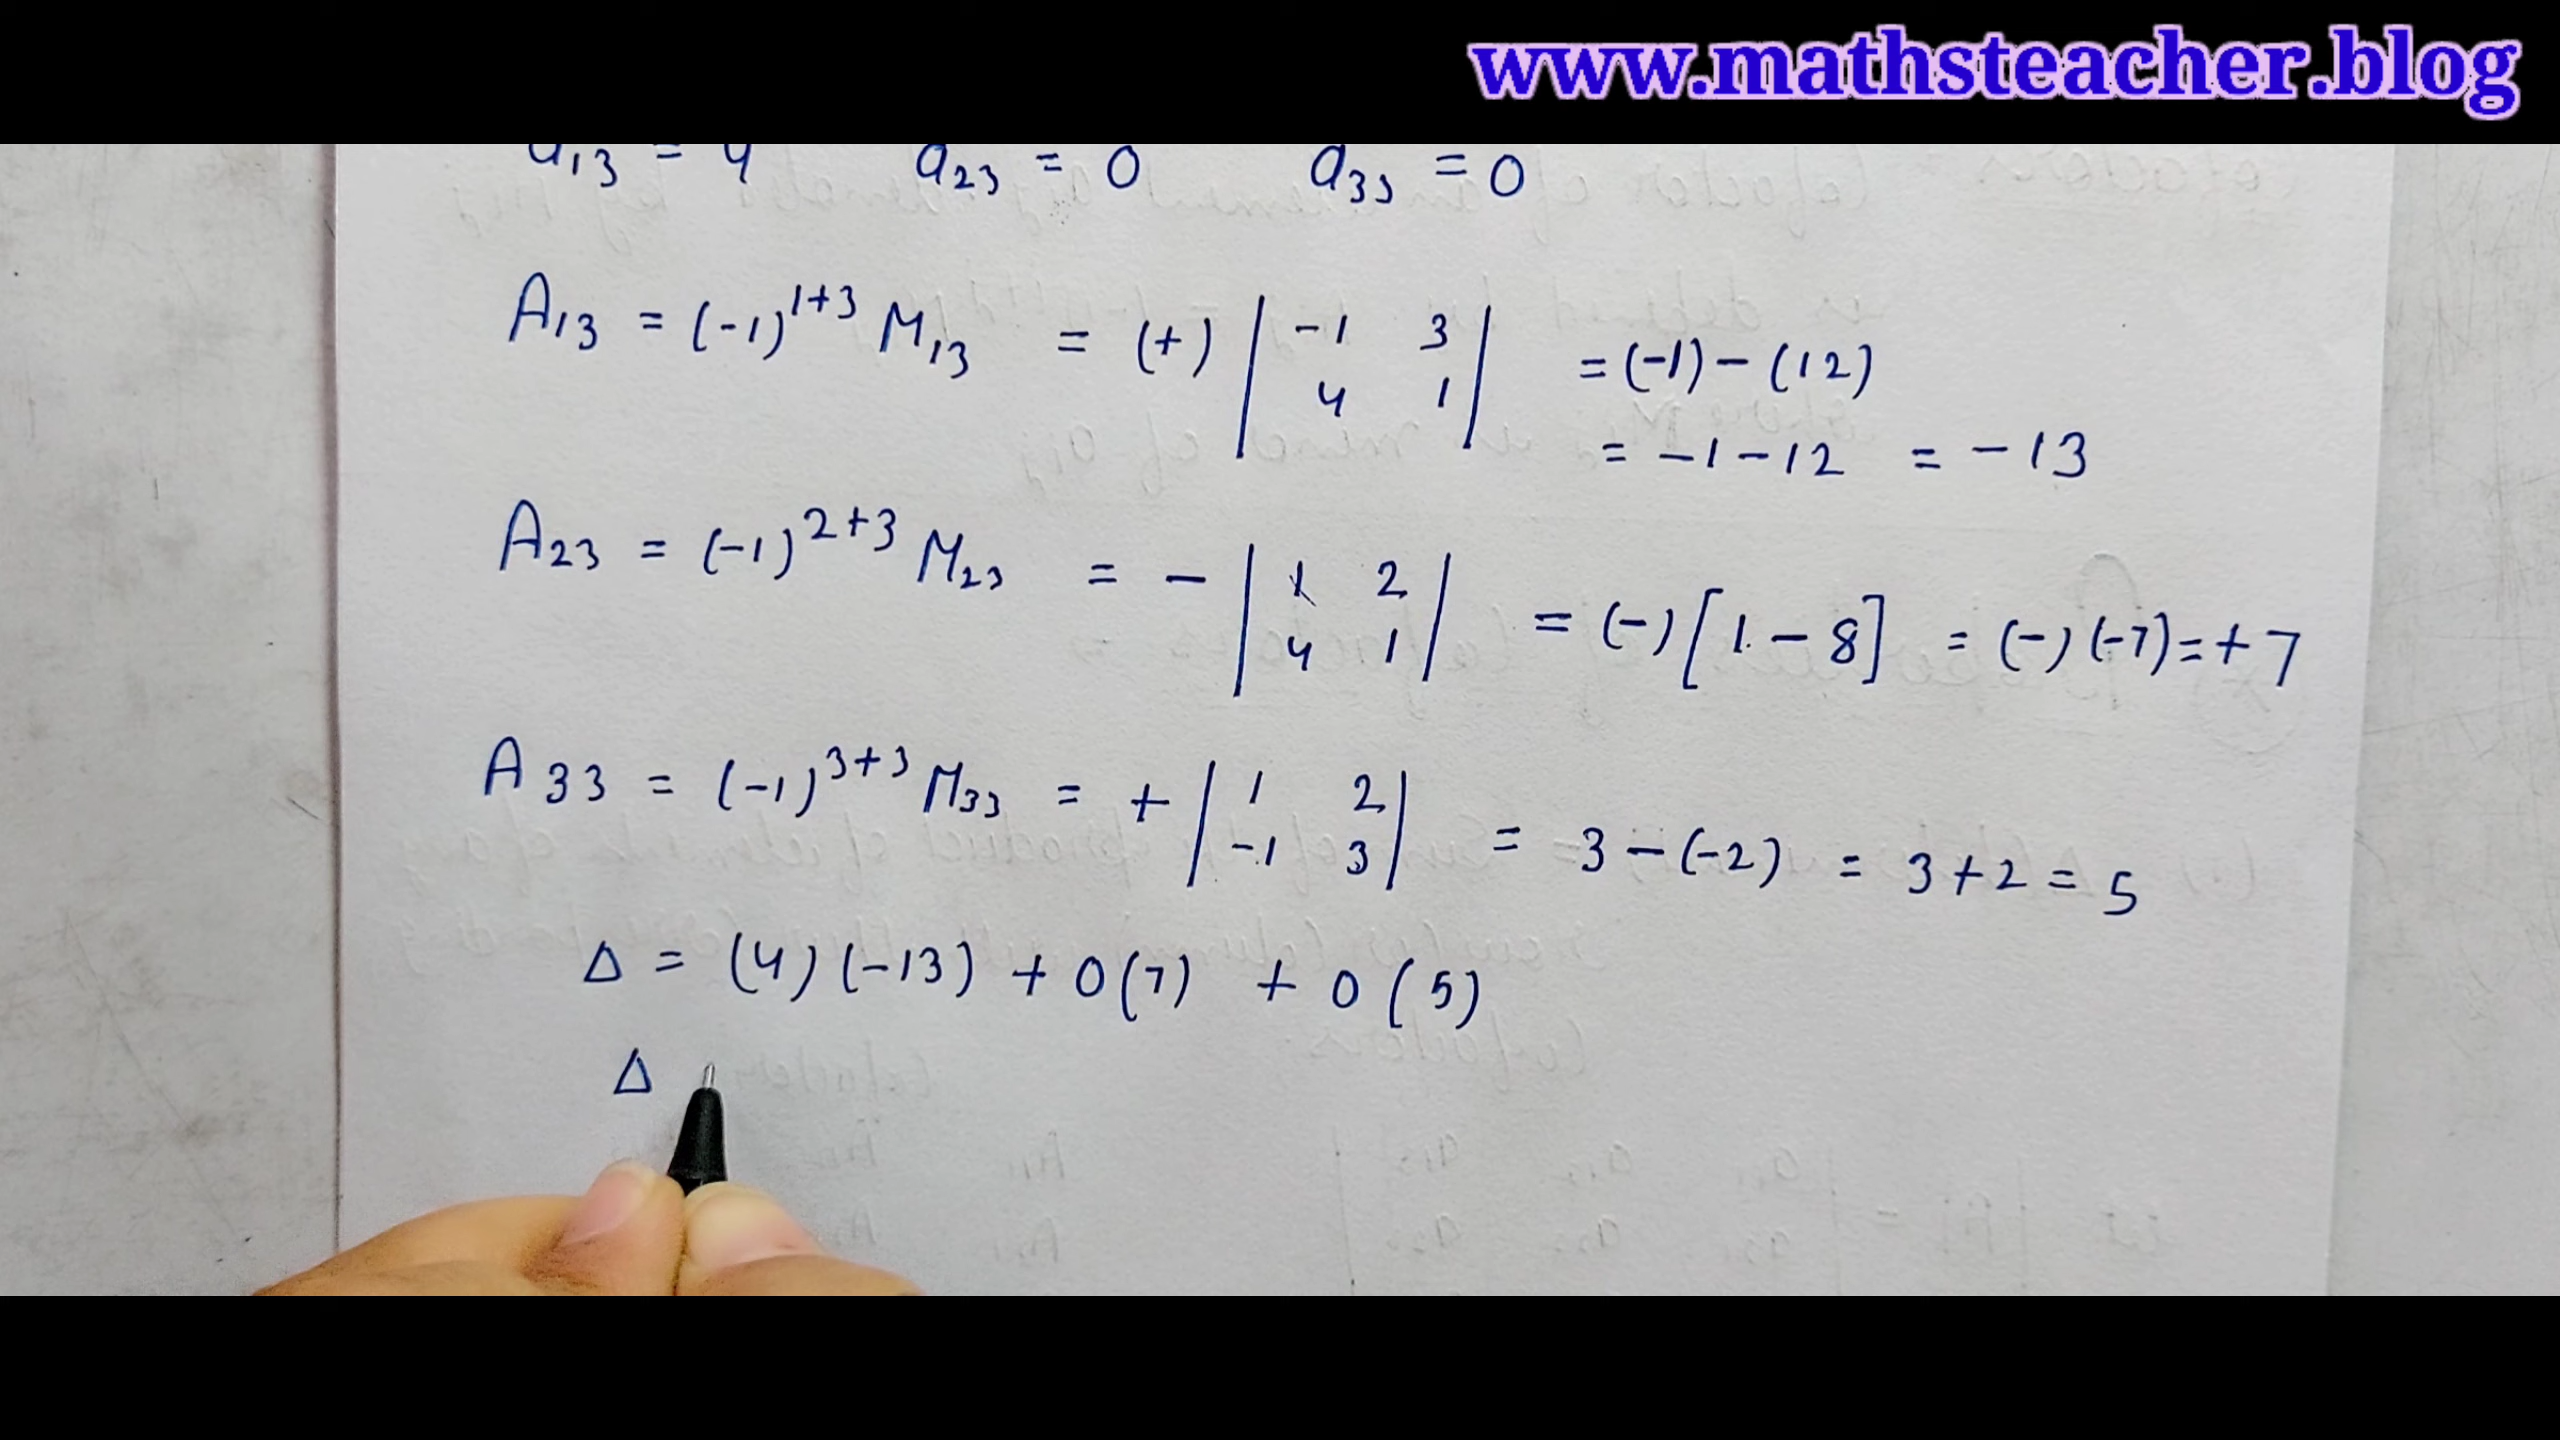 www.mathsteacher.blog
a13 = 4 a23 = 0 a33 = 0
A13 = (-1)^1+3 M13 = (+) | -1 3 | = (-1) - (12)
4 1
= -1 - 12 = -13
A23 = (-1)^2+3 M23 = - | 1 2 | = (-) [1 - 8] = (-) (-7) = +7
4 1
A33 = (-1)^3+3 M33 = + | 1 2 | = 3 - (-2) = 3 + 2 = 5
-1 3
Δ = (4) (-13) + 0 (7) + 0 (5)
Δ